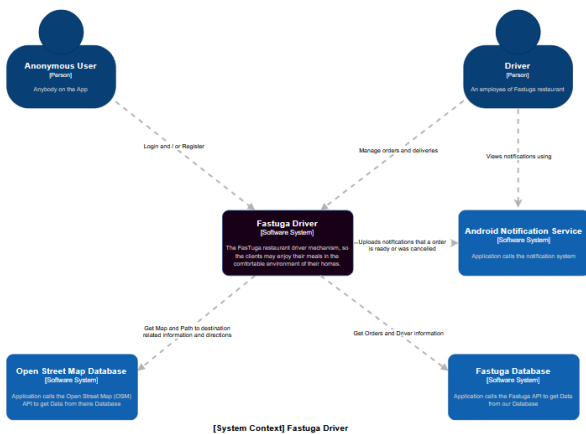 Anonymous User
[Person]
Anybody on the App
Driver
[Person]
An employee of Fastuga restaurant
Login and / or Register
Manage orders and deliveries
Views notifications using
Fastuga Driver
[Software System]
The FasTuga restaurant driver mechanism, so
the clients may enjoy their meals in the
comfortable environment of their homes.
Uploads notifications that a order
is ready or was cancelled
Android Notification Service
[Software System]
Application calls the notification system
Get Map and Path to destination
related information and directions
Get Orders and Driver information
Open Street Map Database
[Software System]
Application calls the Open Street Map (OSM)
API to get Data from theire Database
Fastuga Database
[Software System]
Application calls the Fastuga API to get Data
from our Database
[System Context] Fastuga Driver